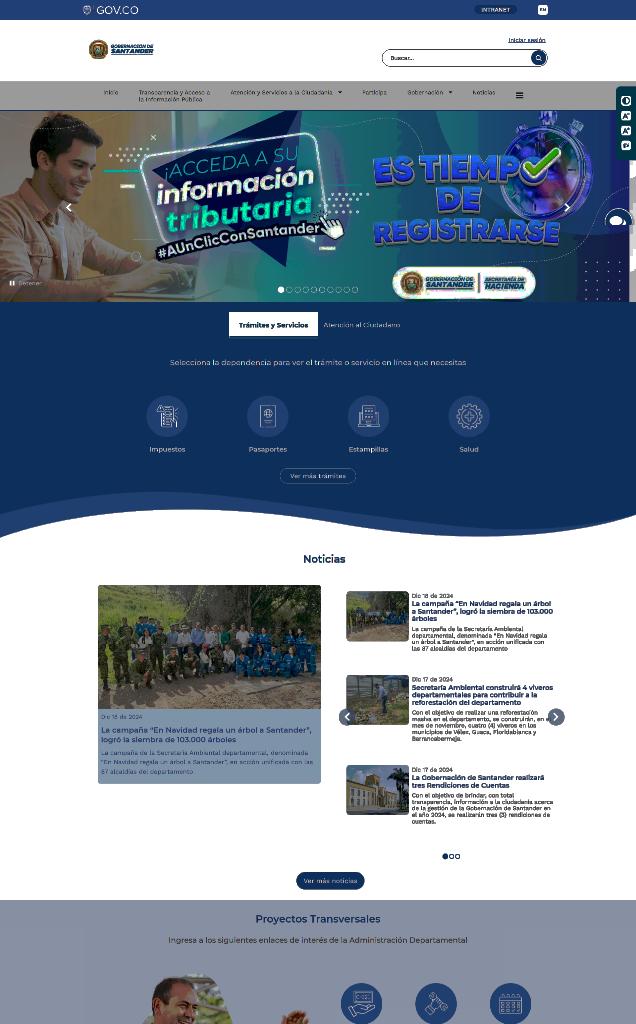 GOV.CO
INTRANET
EN
GOBERNACIÓN DE
SANTANDER
Iniciar sesión
Buscar...
Inicio
Transparencia y Acceso a
la Información Pública
Atención y Servicios a la Ciudadanía
Participa
Gobernación
Noticias
¡ACCEDA A SU
información
tributaria
#AUnClicConSantander
ES TIEMPO
DE
REGISTRARSE
GOBERNACIÓN DE
SANTANDER
SECRETARÍA DE
HACIENDA
Detener
Trámites y Servicios
Atención al Ciudadano
Selecciona la dependencia para ver el trámite o servicio en línea que necesitas
Impuestos
Pasaportes
Estampillas
Salud
Ver más trámites
Noticias
Dic 18 de 2024
La campaña "En Navidad regala un árbol a Santander",
logró la siembra de 103.000 árboles
La campaña de la Secretaría Ambiental departamental, denominada
"En Navidad regala un árbol a Santander", en acción unificada con las
87 alcaldías del departamento
Dic 18 de 2024
La campaña "En Navidad regala un árbol
a Santander", logró la siembra de 103.000
árboles
La campaña de la Secretaría Ambiental
departamental, denominada "En Navidad regala
un árbol a Santander", en acción unificada con
las 87 alcaldías del departamento
Dic 17 de 2024
Secretaría Ambiental construirá 4 viveros
departamentales para contribuir a la
reforestación del departamento
Con el objetivo de realizar una reforestación
masiva en el departamento, se construirán, en e
mes de noviembre, cuatro (4) viveros en los
municipios de Vélez, Guaca, Floridablanca y
Barrancabermeja.
Dic 17 de 2024
La Gobernación de Santander realizará
tres Rendiciones de Cuentas
Con el objetivo de brindar, con total
transparencia, información a la ciudadanía acerca
de la gestión de la Gobernación de Santander en
el año 2024, se realizarán tres (3) rendiciones de
cuentas.
Ver más noticias
Proyectos Transversales
Ingresa a los siguientes enlaces de interés de la Administración Departamental